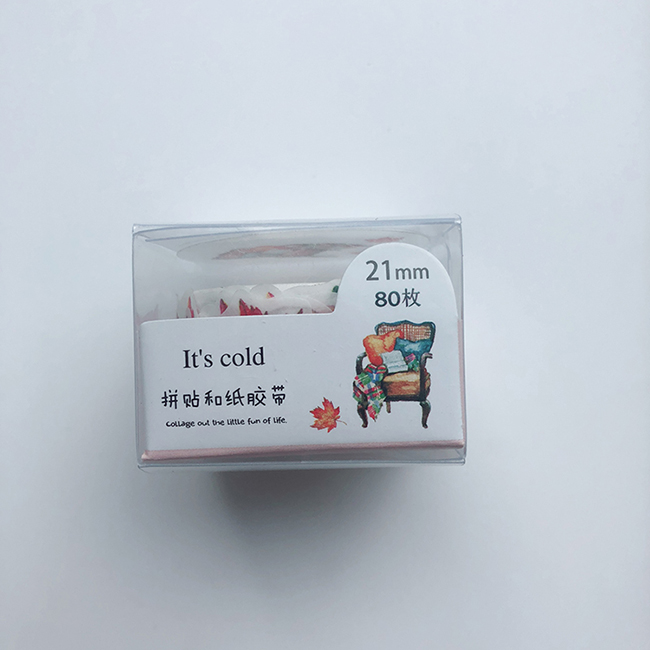 21mm
80枚
It's cold
拼贴和纸胶带
Collage out the little fun of life.